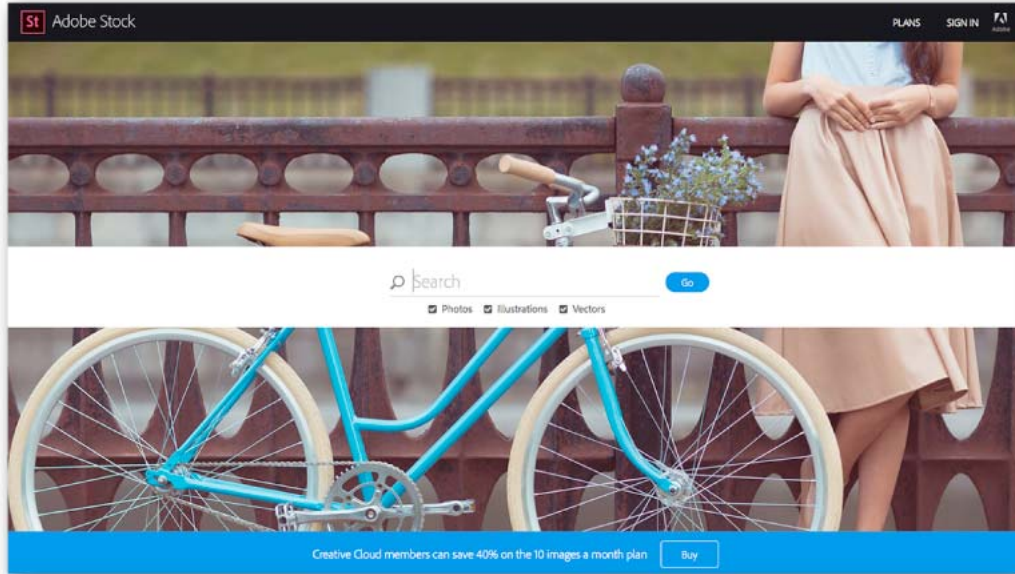 St Adobe Stock PLANS SIGN IN Adobe
Search Go
Photos Illustrations Vectors
Creative Cloud members can save 40% on the 10 images a month plan Buy